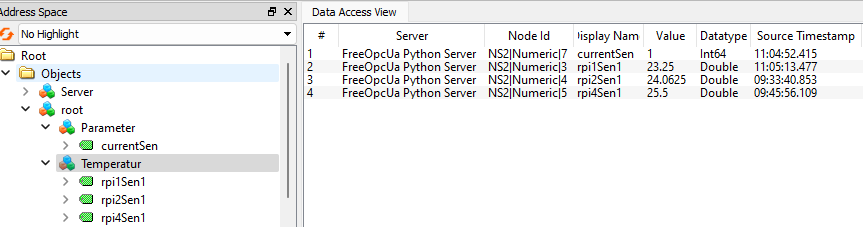 Address Space
No Highlight
Root
Objects
Server
root
Parameter
currentSen
Temperatur
rpi1Sen1
rpi2Sen1
rpi4Sen1
Data Access View
# Server Node Id isplay Nam Value Datatype Source Timestamp
1 FreeOpcUa Python Server NS2|Numeric|7 currentSen 1 Int64 11:04:52.415
2 FreeOpcUa Python Server NS2|Numeric|3 rpi1Sen1 23.25 Double 11:05:13.477
3 FreeOpcUa Python Server NS2|Numeric|4 rpi2Sen1 24.0625 Double 09:33:40.853
4 FreeOpcUa Python Server NS2|Numeric|5 rpi4Sen1 25.5 Double 09:45:56.109